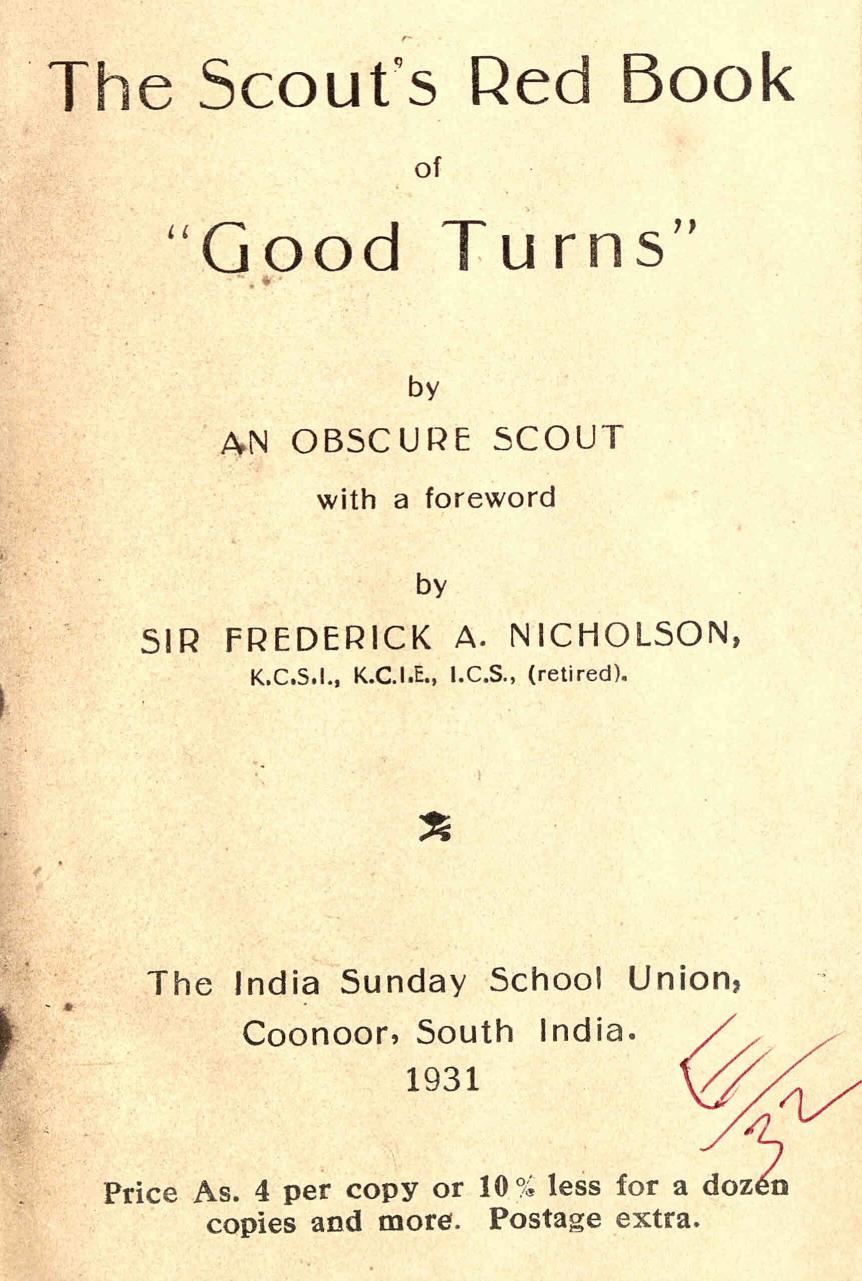 The Scout's Red Book
of
“Good Turns”
by
AN OBSCURE SCOUT
with a foreword
by
SIR FREDERICK A. NICHOLSON,
K.C.S.I., K.C.I.E., I.C.S., (retired).
The India Sunday School Union,
Coonoor, South India.
1931
Price As. 4 per copy or 10% less for a dozen
copies and more. Postage extra.